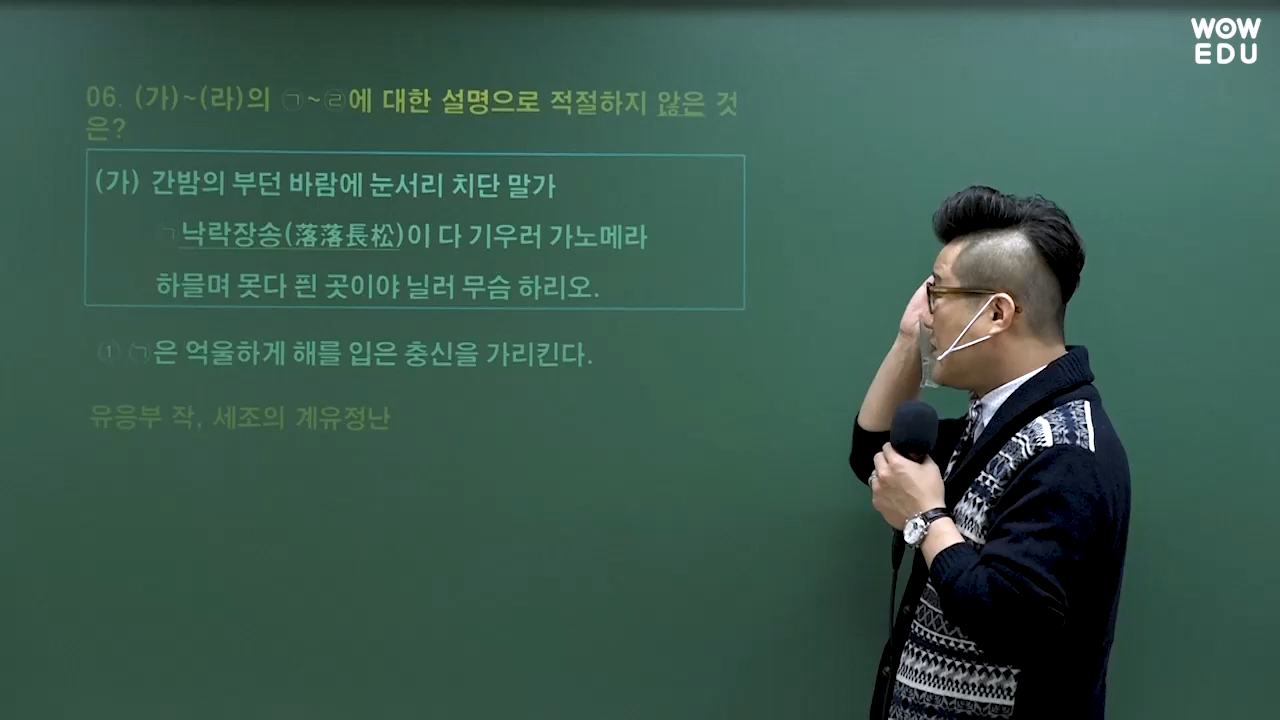 WOW
EDU
06. (가)~(라)의 ㉠~㉣에 대한 설명으로 적절하지 않은 것
은?
(가) 간밤의 부던 바람에 눈서리 치단 말가
㉠낙락장송(落落長松)이 다 기우러 가노메라
하믈며 못다 픤 곳이야 닐러 무슴 하리오.
① ㉠은 억울하게 해를 입은 충신을 가리킨다.
유응부 작, 세조의 계유정난